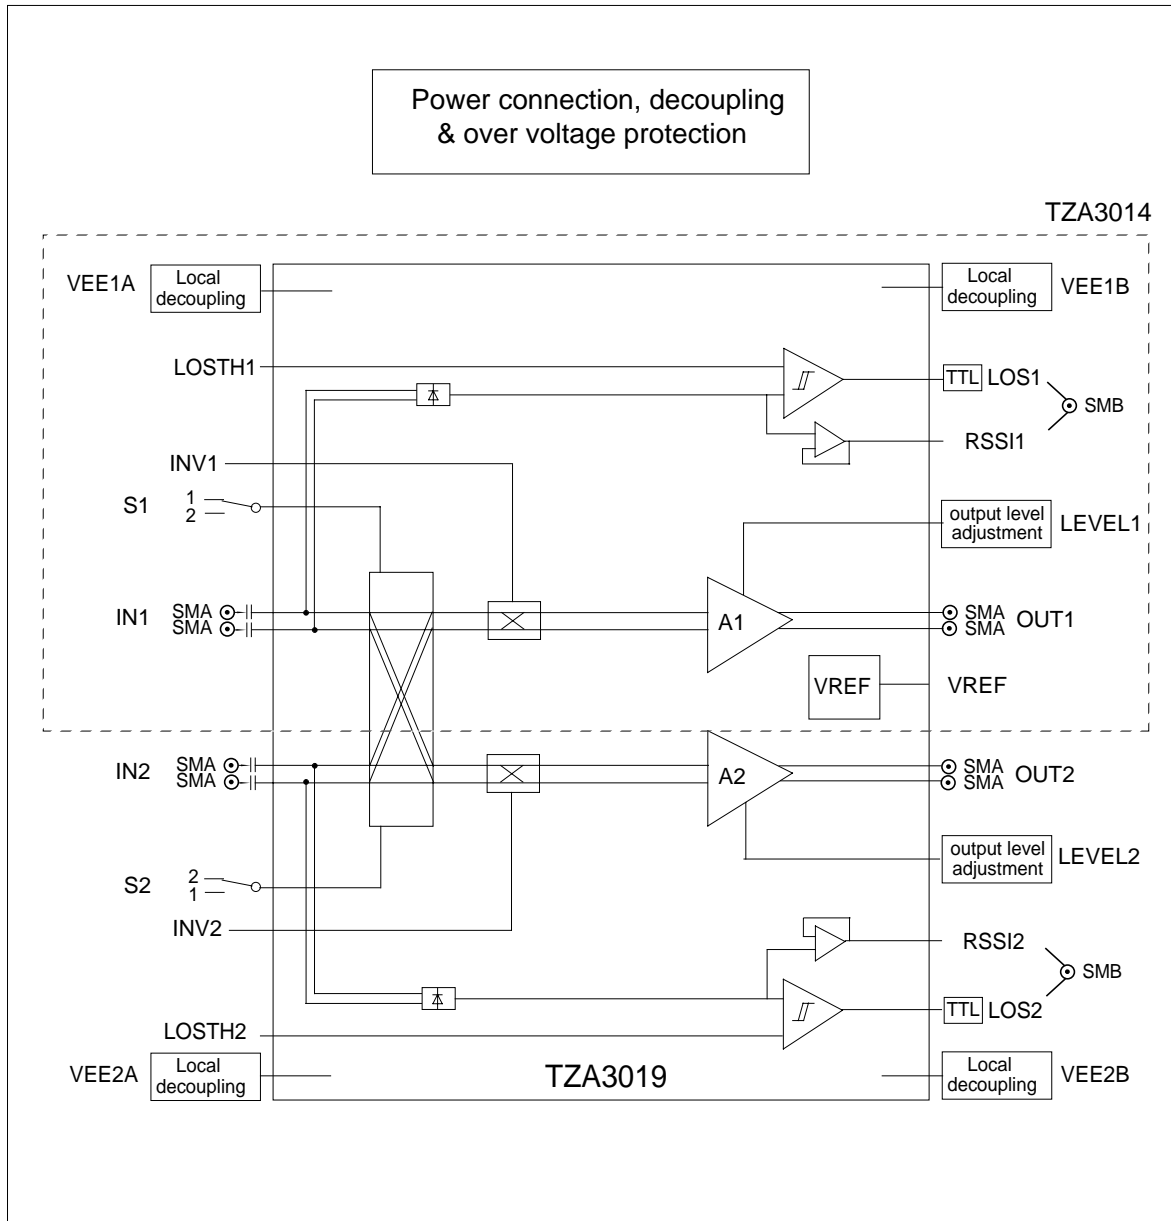 Power connection, decoupling
& over voltage protection
TZA3014
VEE1A
Local
decoupling
Local
decoupling
VEE1B
LOSTH1
TTL
LOS1
SMB
RSSI1
INV1
S1
1
2
output level
adjustment
LEVEL1
IN1
SMA
SMA
A1
SMA
SMA
OUT1
VREF
VREF
IN2
SMA
SMA
A2
SMA
SMA
OUT2
output level
adjustment
LEVEL2
S2
2
1
INV2
RSSI2
SMB
TTL
LOS2
LOSTH2
VEE2A
Local
decoupling
TZA3019
Local
decoupling
VEE2B